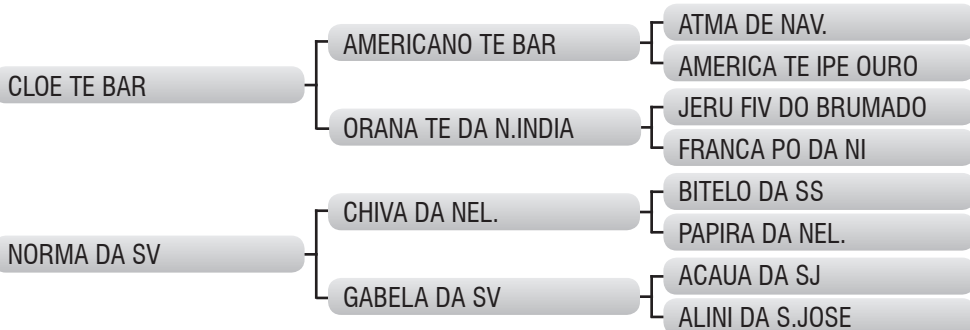 CLOE TE BAR
AMERICANO TE BAR
ATMA DE NAV.
AMERICA TE IPE OURO
ORANA TE DA N.INDIA
JERU FIV DO BRUMADO
FRANCA PO DA NI
NORMA DA SV
CHIVA DA NEL.
BITELO DA SS
PAPIRA DA NEL.
GABELA DA SV
ACAUA DA SJ
ALINI DA S.JOSE